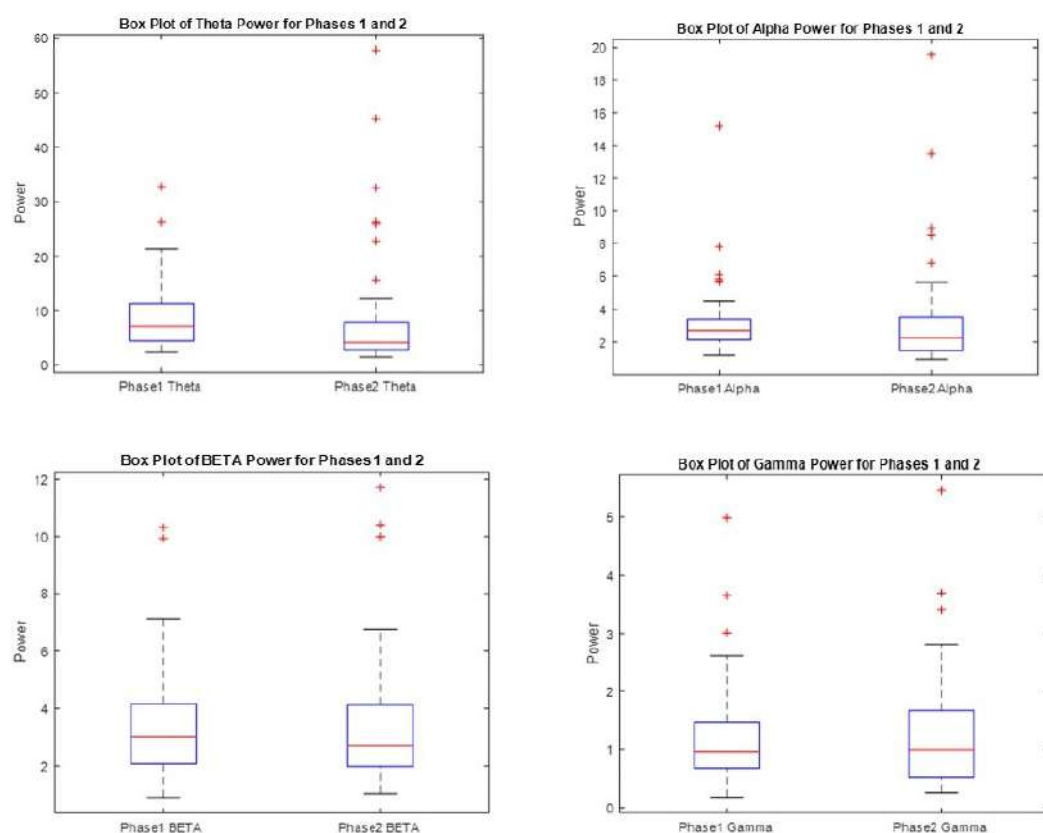 Box Plot of Theta Power for Phases 1 and 2
60
50
40
30
20
10
0
Power
Phase1 Theta
Phase2 Theta
Box Plot of Alpha Power for Phases 1 and 2
20
18
16
14
12
10
8
6
4
2
Power
Phase1 Alpha
Phase2 Alpha
Box Plot of BETA Power for Phases 1 and 2
12
10
8
6
4
2
Power
Phase1 BETA
Phase2 BETA
Box Plot of Gamma Power for Phases 1 and 2
5
4
3
2
1
0
Power
Phase1 Gamma
Phase2 Gamma